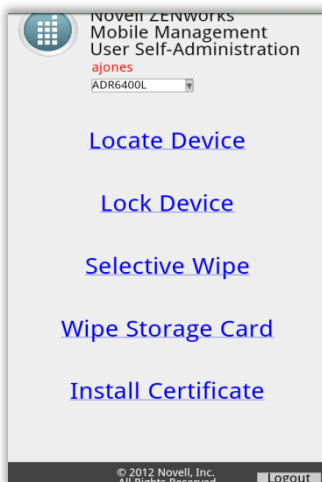 Novell ZENworks
Mobile Management
User Self-Administration
ajones
ADR6400L
Locate Device
Lock Device
Selective Wipe
Wipe Storage Card
Install Certificate
© 2012 Novell, Inc.
All Rights Reserved
Logout